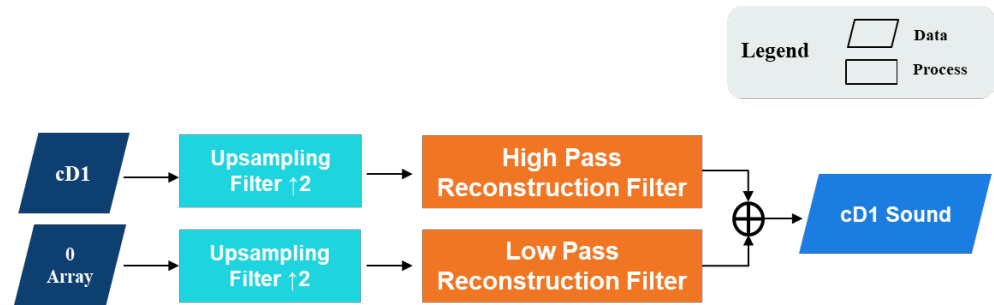 Legend
Data
Process
cD1
Upsampling
Filter ↑2
High Pass
Reconstruction Filter
cD1 Sound
0
Array
Upsampling
Filter ↑2
Low Pass
Reconstruction Filter